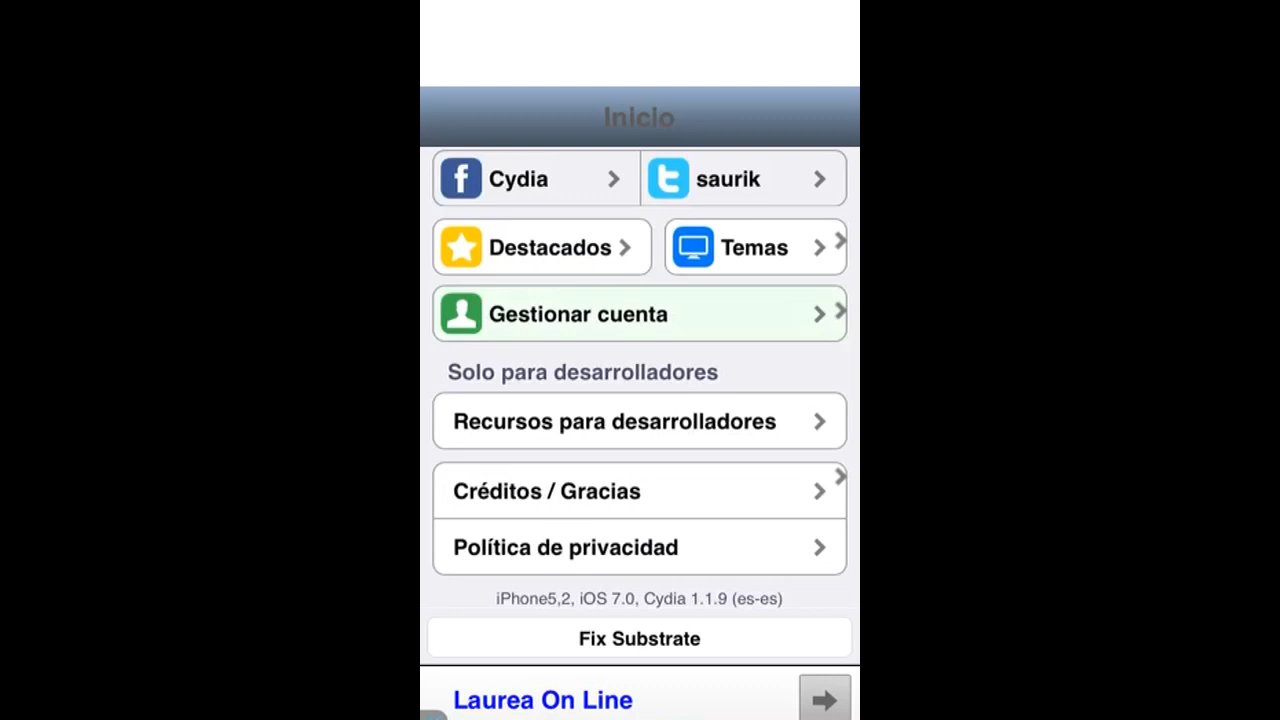 Inicio
Cydia
saurik
Destacados
Temas
Gestionar cuenta
Solo para desarrolladores
Recursos para desarrolladores
Créditos / Gracias
Política de privacidad
iPhone5,2, iOS 7.0, Cydia 1.1.9 (es-es)
Fix Substrate
Laurea On Line